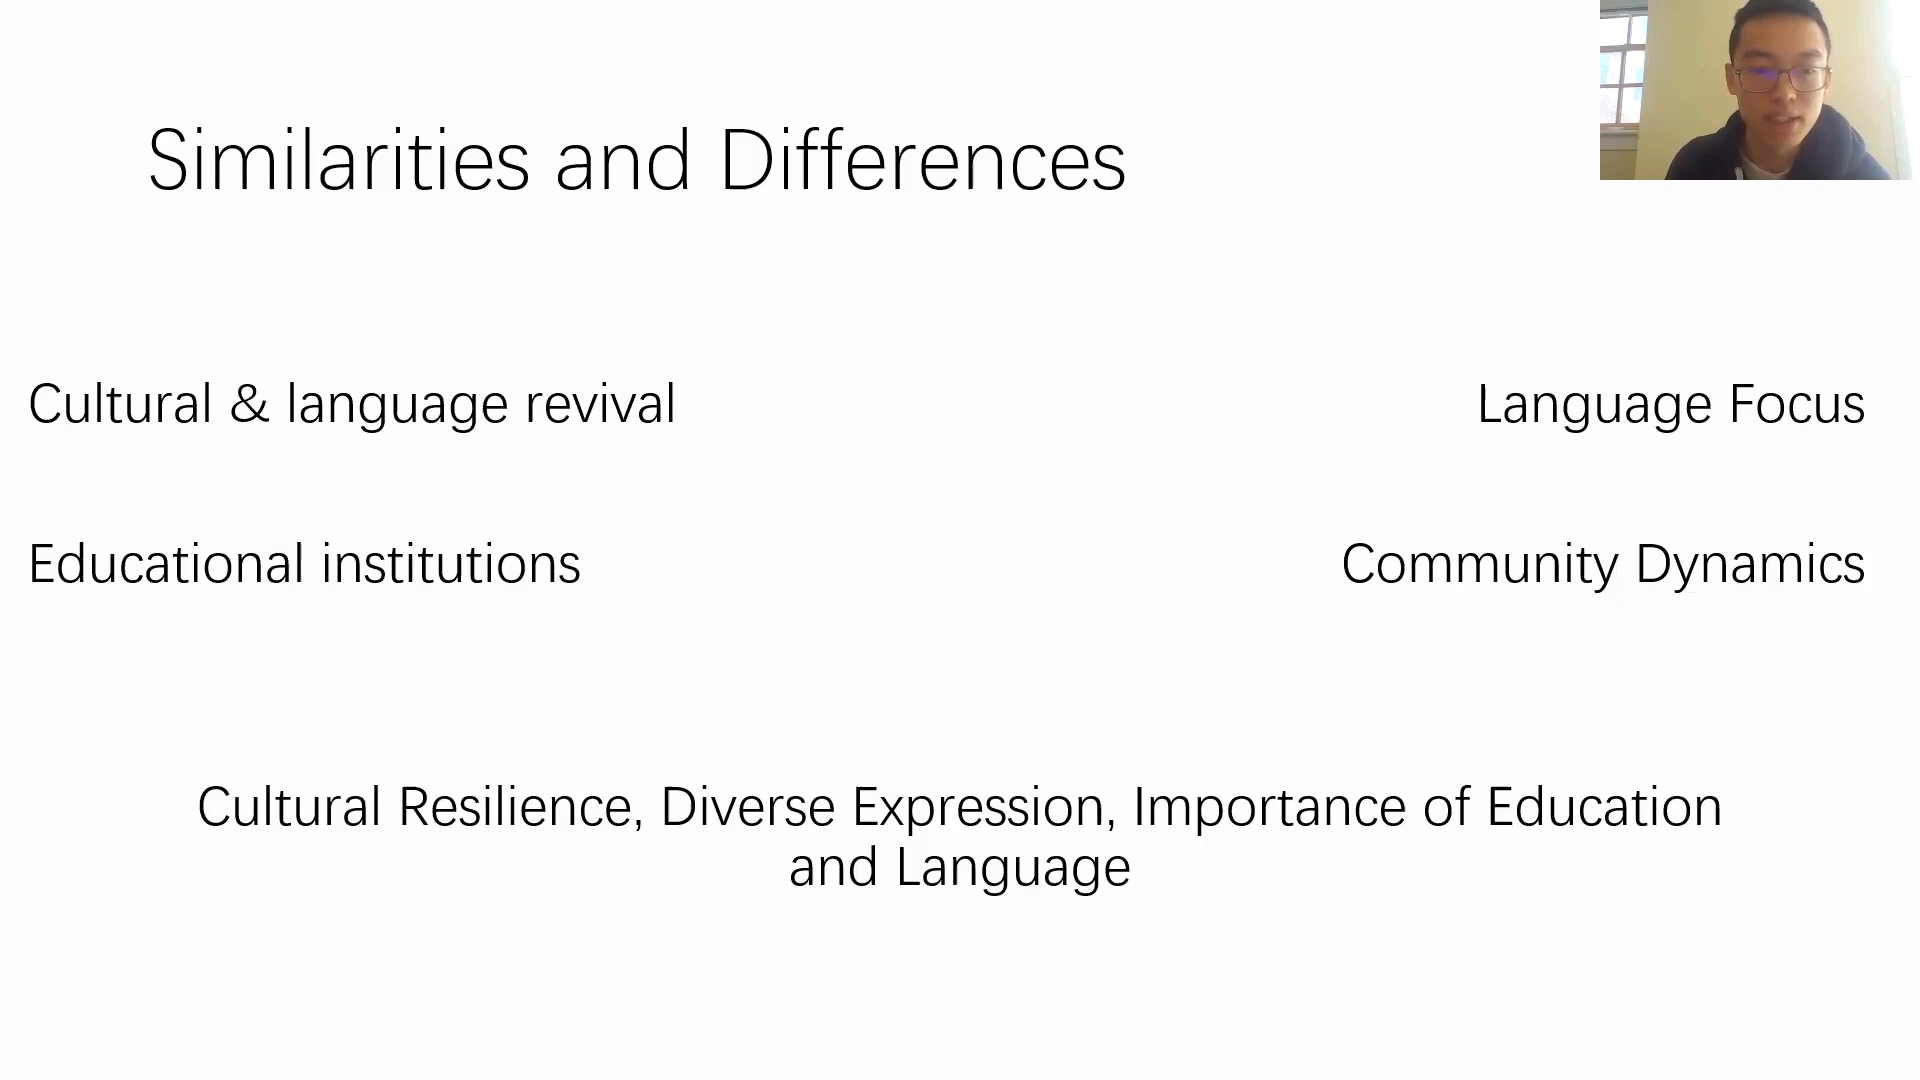 Similarities and Differences
Cultural & language revival
Language Focus
Educational institutions
Community Dynamics
Cultural Resilience, Diverse Expression, Importance of Education
and Language